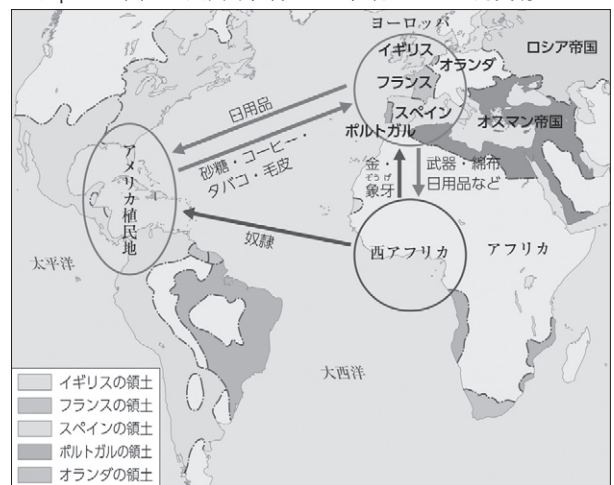 ヨーロッパ
イギリス
オランダ
ロシア帝国
フランス
スペイン
ポルトガル
オスマン帝国
日用品
砂糖・コーヒー・
タバコ・毛皮
アメリカ植民地
金・
ぞうげ
象牙
武器・綿布
日用品など
奴隷
西アフリカ
アフリカ
太平洋
大西洋
イギリスの領土
フランスの領土
スペインの領土
ポルトガルの領土
オランダの領土